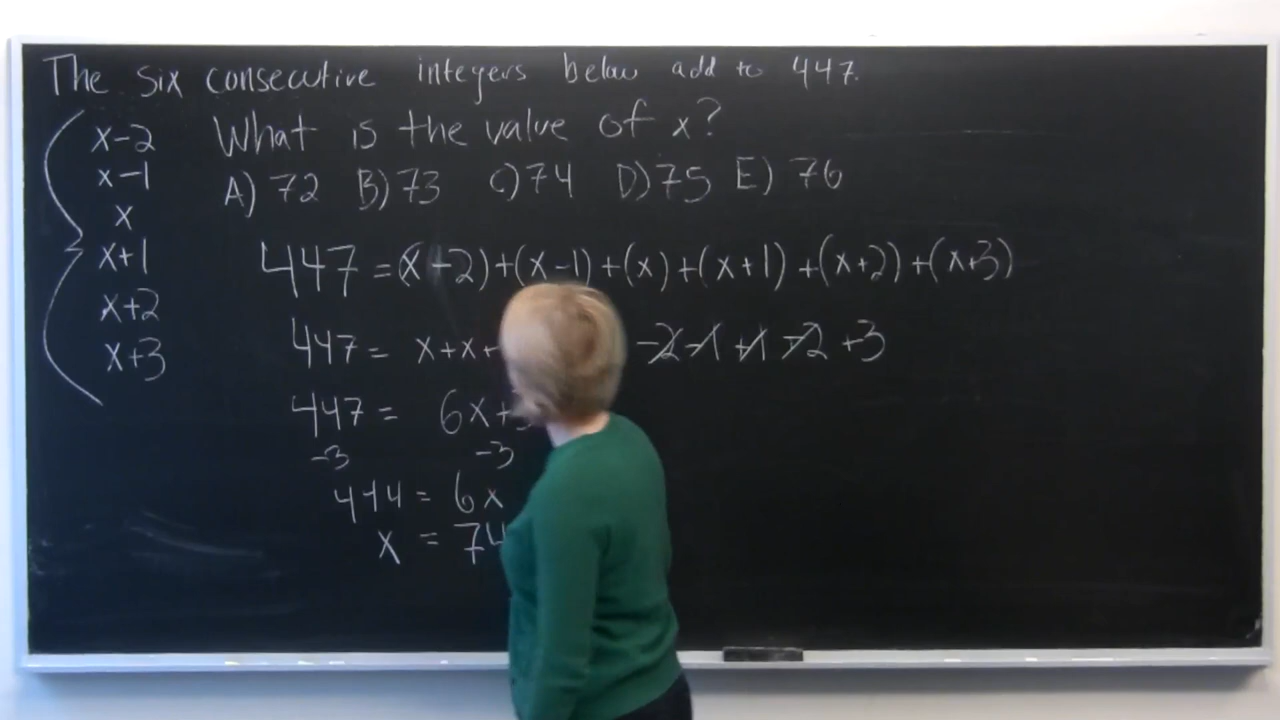 The six consecutive integers below add to 447.
What is the value of x?
x-2
x-1
x
x+1
x+2
x+3
A) 72 B) 73 C) 74 D) 75 E) 76
447 = (x-2)+(x-1)+(x)+(x+1)+(x+2)+(x+3)
447 = x+x+ -2-1+1+2+3
447 = 6x+3
-3 -3
444 = 6x
x = 74